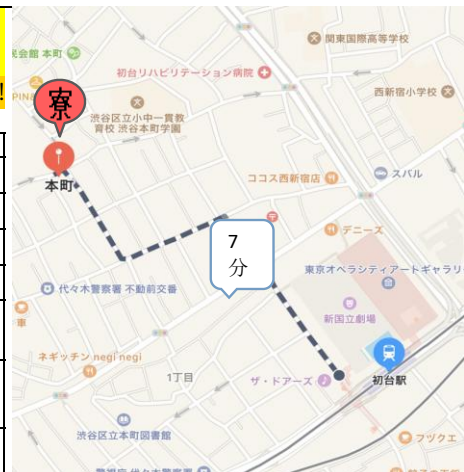 会館 本町
関東国際高等学校
初台リハビリテーション病院
西新宿小学校
!
PIN
寮
渋谷区立小中一貫教
育校 渋谷本町学園
ココス西新宿店
スバル
本町
デニーズ
7
分
東京オペラシティアートギャラリ
代々木警察署 不動前交番
新国立劇場
車
ネギッチン negi negi
初台駅
1丁目
ザ・ドアーズ
渋谷区立本町図書館
フヅクエ